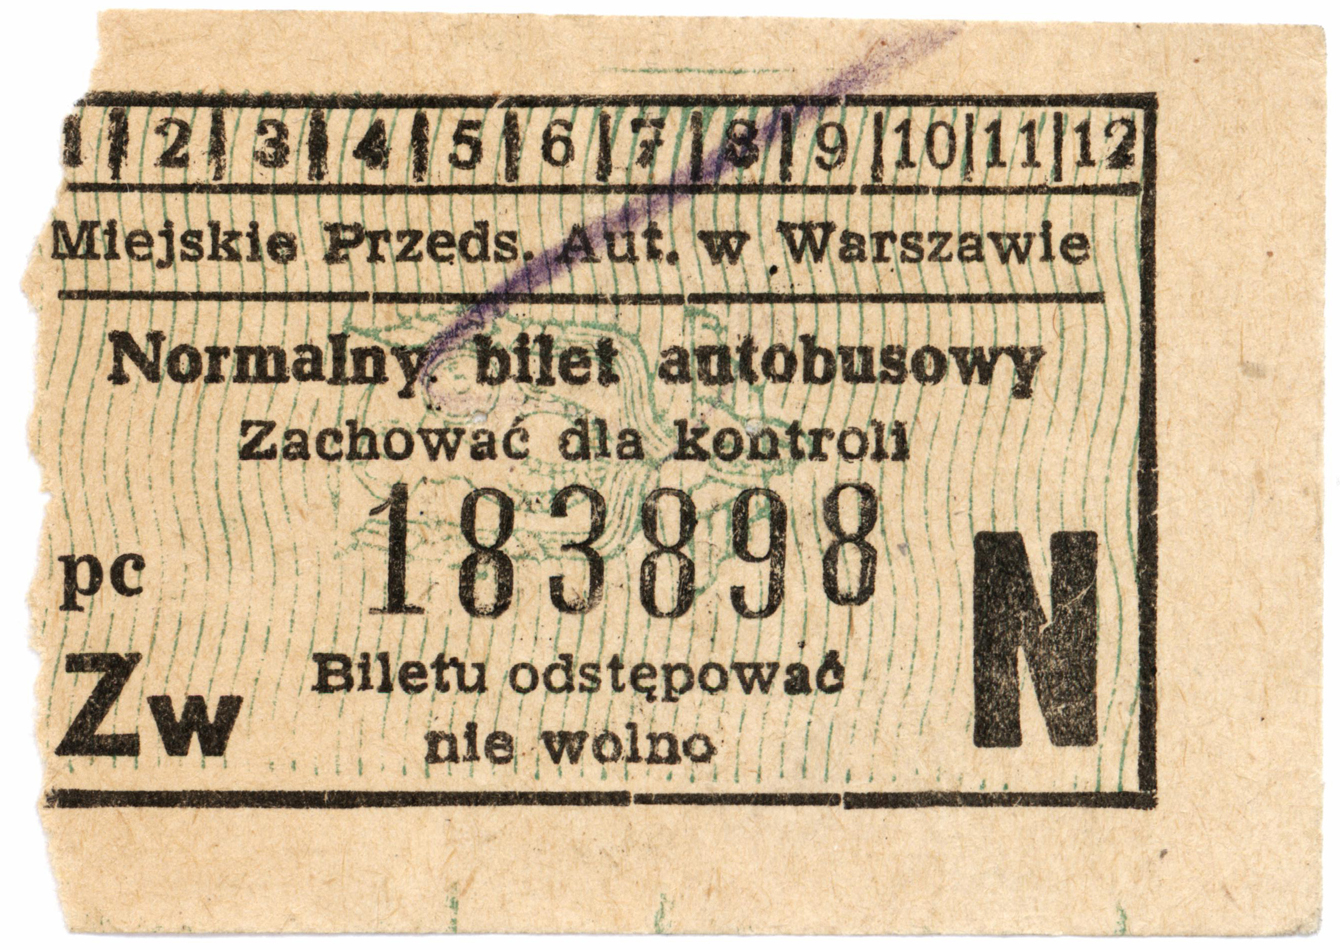 1 | 2 | 3 | 4 | 5 | 6 | 7 | 8 | 9 | 10 | 11 | 12
Miejskie Przeds. Aut. w Warszawie
Normalny bilet autobusowy
Zachować dla kontroli
183898
pc
N
Zw
Biletu odstępować
nie wolno